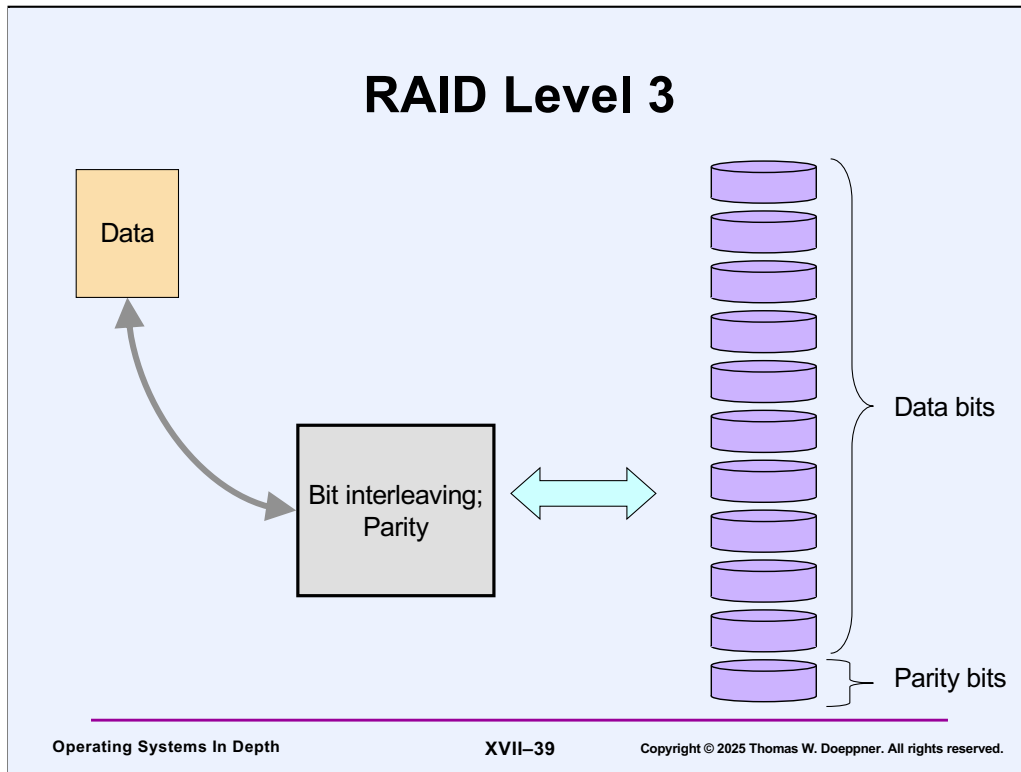 RAID Level 3
Data
Bit interleaving;
Parity
Data bits
Parity bits
Operating Systems In Depth
XVII–39
Copyright © 2025 Thomas W. Doeppner. All rights reserved.